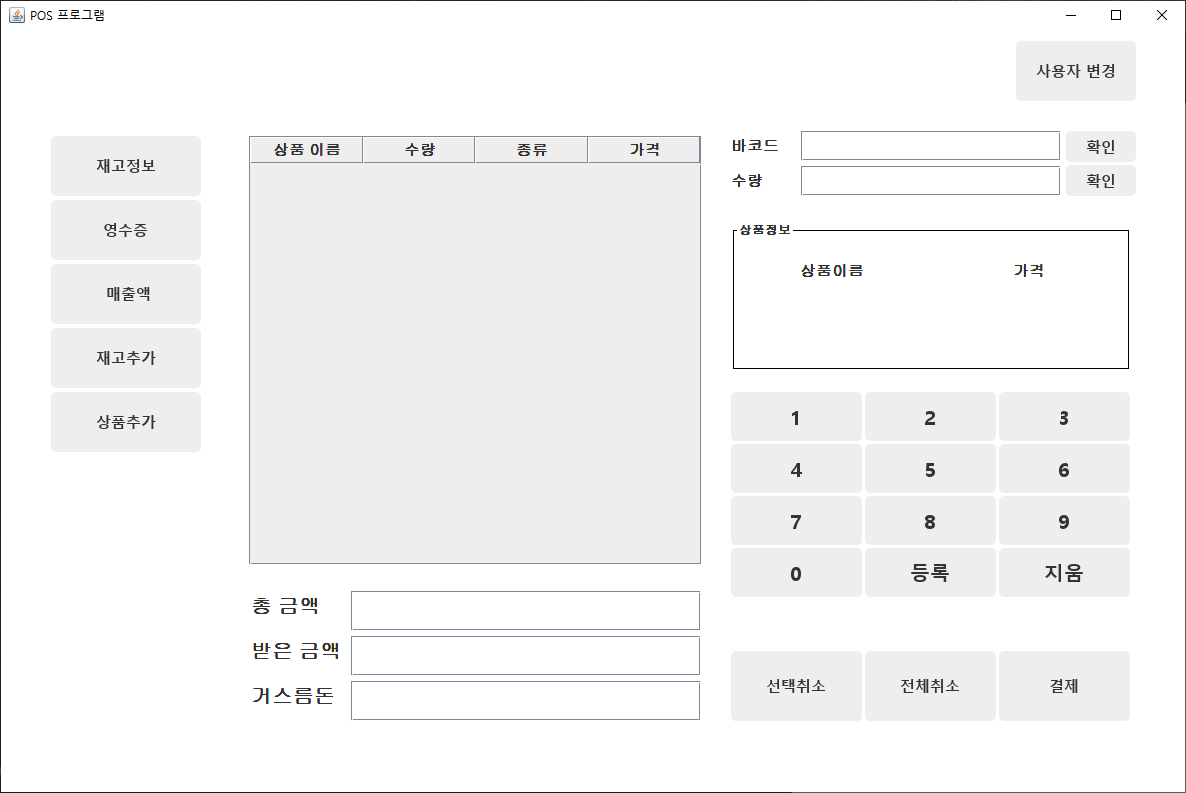 POS 프로그램
사용자 변경
재고정보
영수증
매출액
재고추가
상품추가
상품 이름 수량 종류 가격
총 금액
받은 금액
거스름돈
바코드 확인
수량 확인
상품정보
상품이름 가격
1 2 3
4 5 6
7 8 9
0 등록 지움
선택취소 전체취소 결제